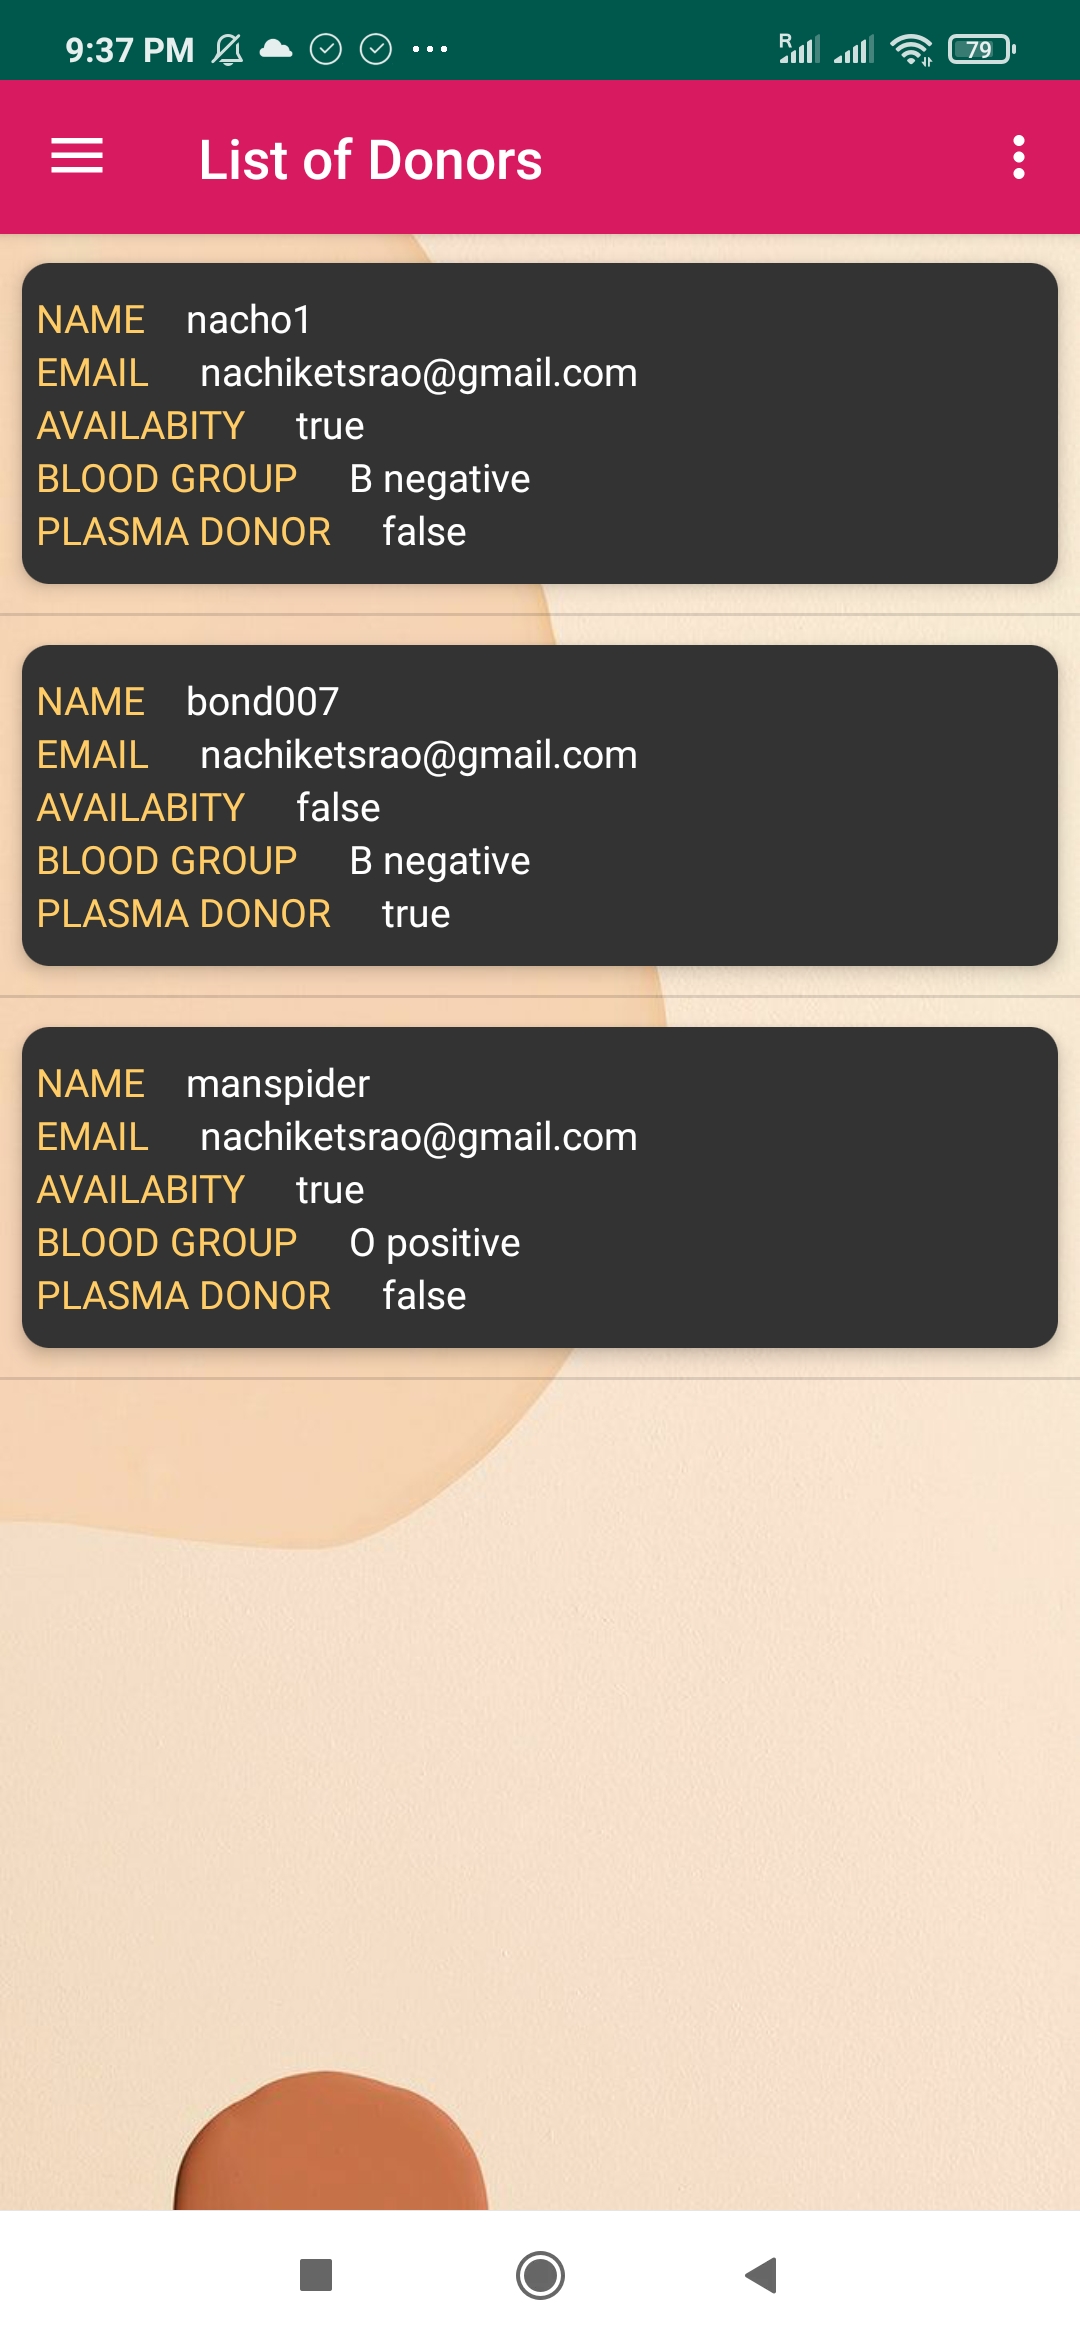 9:37 PM
R
79
List of Donors
NAME nacho1
EMAIL nachiketsrao@gmail.com
AVAILABITY true
BLOOD GROUP B negative
PLASMA DONOR false
NAME bond007
EMAIL nachiketsrao@gmail.com
AVAILABITY false
BLOOD GROUP B negative
PLASMA DONOR true
NAME manspider
EMAIL nachiketsrao@gmail.com
AVAILABITY true
BLOOD GROUP O positive
PLASMA DONOR false